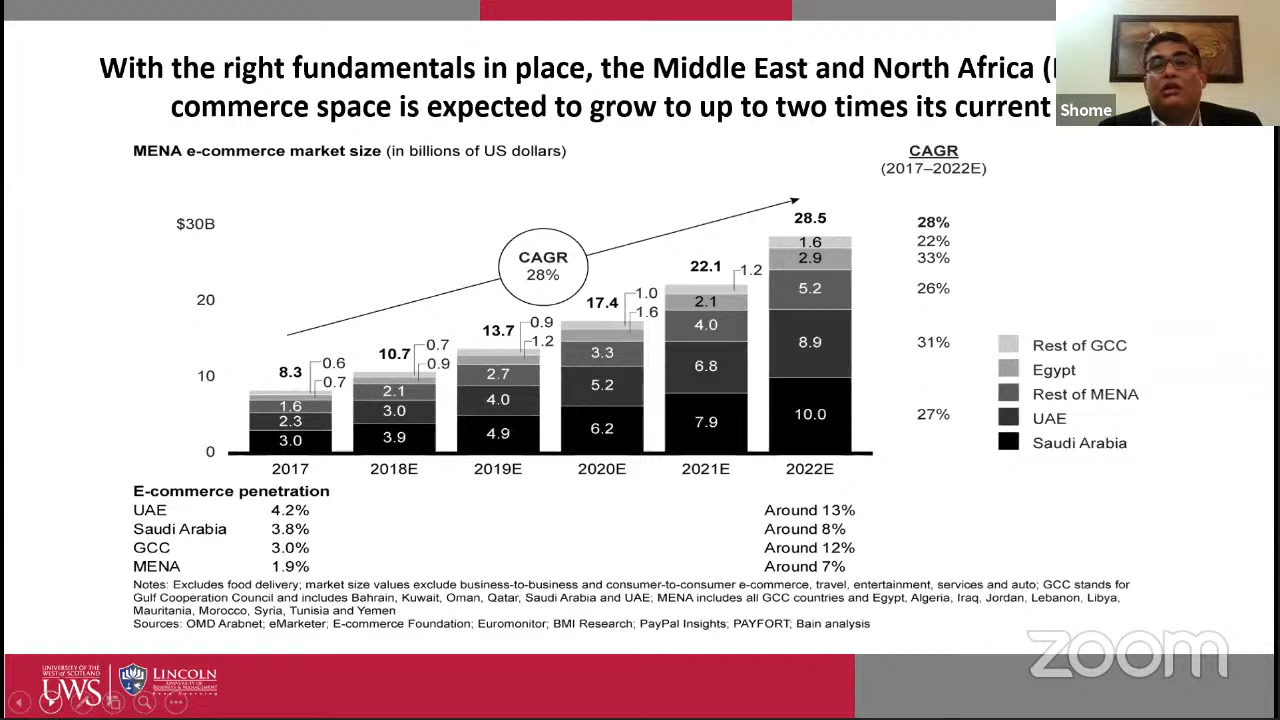 With the right fundamentals in place, the Middle East and North Africa (
commerce space is expected to grow to up to two times its current
Shome
MENA e-commerce market size (in billions of US dollars)
CAGR
(2017–2022E)
$30B
20
10
0
CAGR
28%
8.3
0.6
0.7
1.6
2.3
3.0
10.7
0.7
0.9
2.1
3.0
3.9
13.7
0.9
1.2
2.7
4.0
4.9
17.4
1.0
1.6
3.3
5.2
6.2
22.1
1.2
2.1
4.0
6.8
7.9
28.5
1.6
2.9
5.2
8.9
10.0
28%
22%
33%
26%
31%
27%
Rest of GCC
Egypt
Rest of MENA
UAE
Saudi Arabia
2017 2018E 2019E 2020E 2021E 2022E
E-commerce penetration
UAE 4.2% Around 13%
Saudi Arabia 3.8% Around 8%
GCC 3.0% Around 12%
MENA 1.9% Around 7%
Notes: Excludes food delivery; market size values exclude business-to-business and consumer-to-consumer e-commerce, travel, entertainment, services and auto; GCC stands for
Gulf Cooperation Council and includes Bahrain, Kuwait, Oman, Qatar, Saudi Arabia and UAE; MENA includes all GCC countries and Egypt, Algeria, Iraq, Jordan, Lebanon, Libya,
Mauritania, Morocco, Syria, Tunisia and Yemen
Sources: OMD Arabnet; eMarketer; E-commerce Foundation; Euromonitor; BMI Research; PayPal Insights; PAYFORT; Bain analysis
zoom
UNIVERSITY OF THE
WEST OF SCOTLAND
UWS
LINCOLN
UNIVERSITY
OF BUSINESS & MANAGEMENT